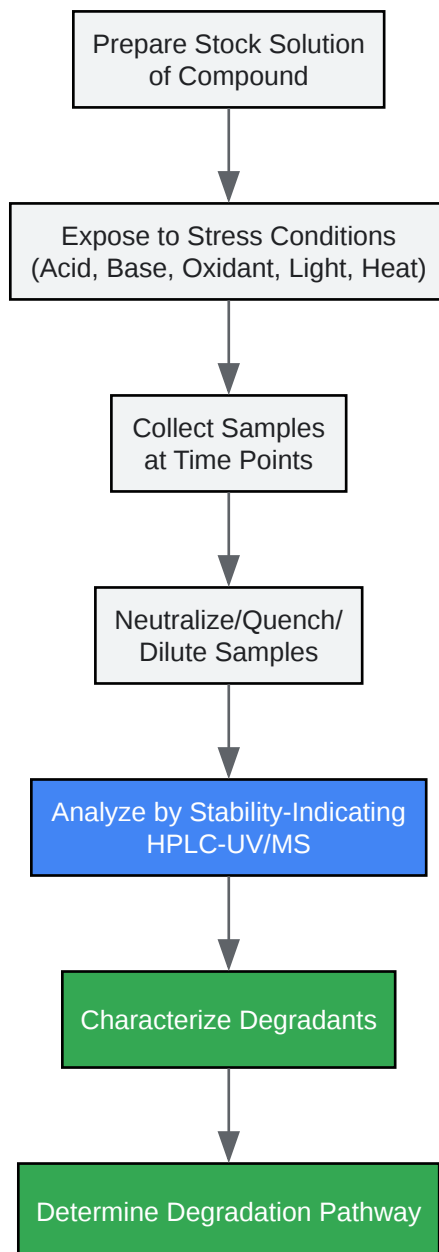 Prepare Stock Solution
of Compound
Expose to Stress Conditions
(Acid, Base, Oxidant, Light, Heat)
Collect Samples
at Time Points
Neutralize/Quench/
Dilute Samples
Analyze by Stability-Indicating
HPLC-UV/MS
Characterize Degradants
Determine Degradation Pathway